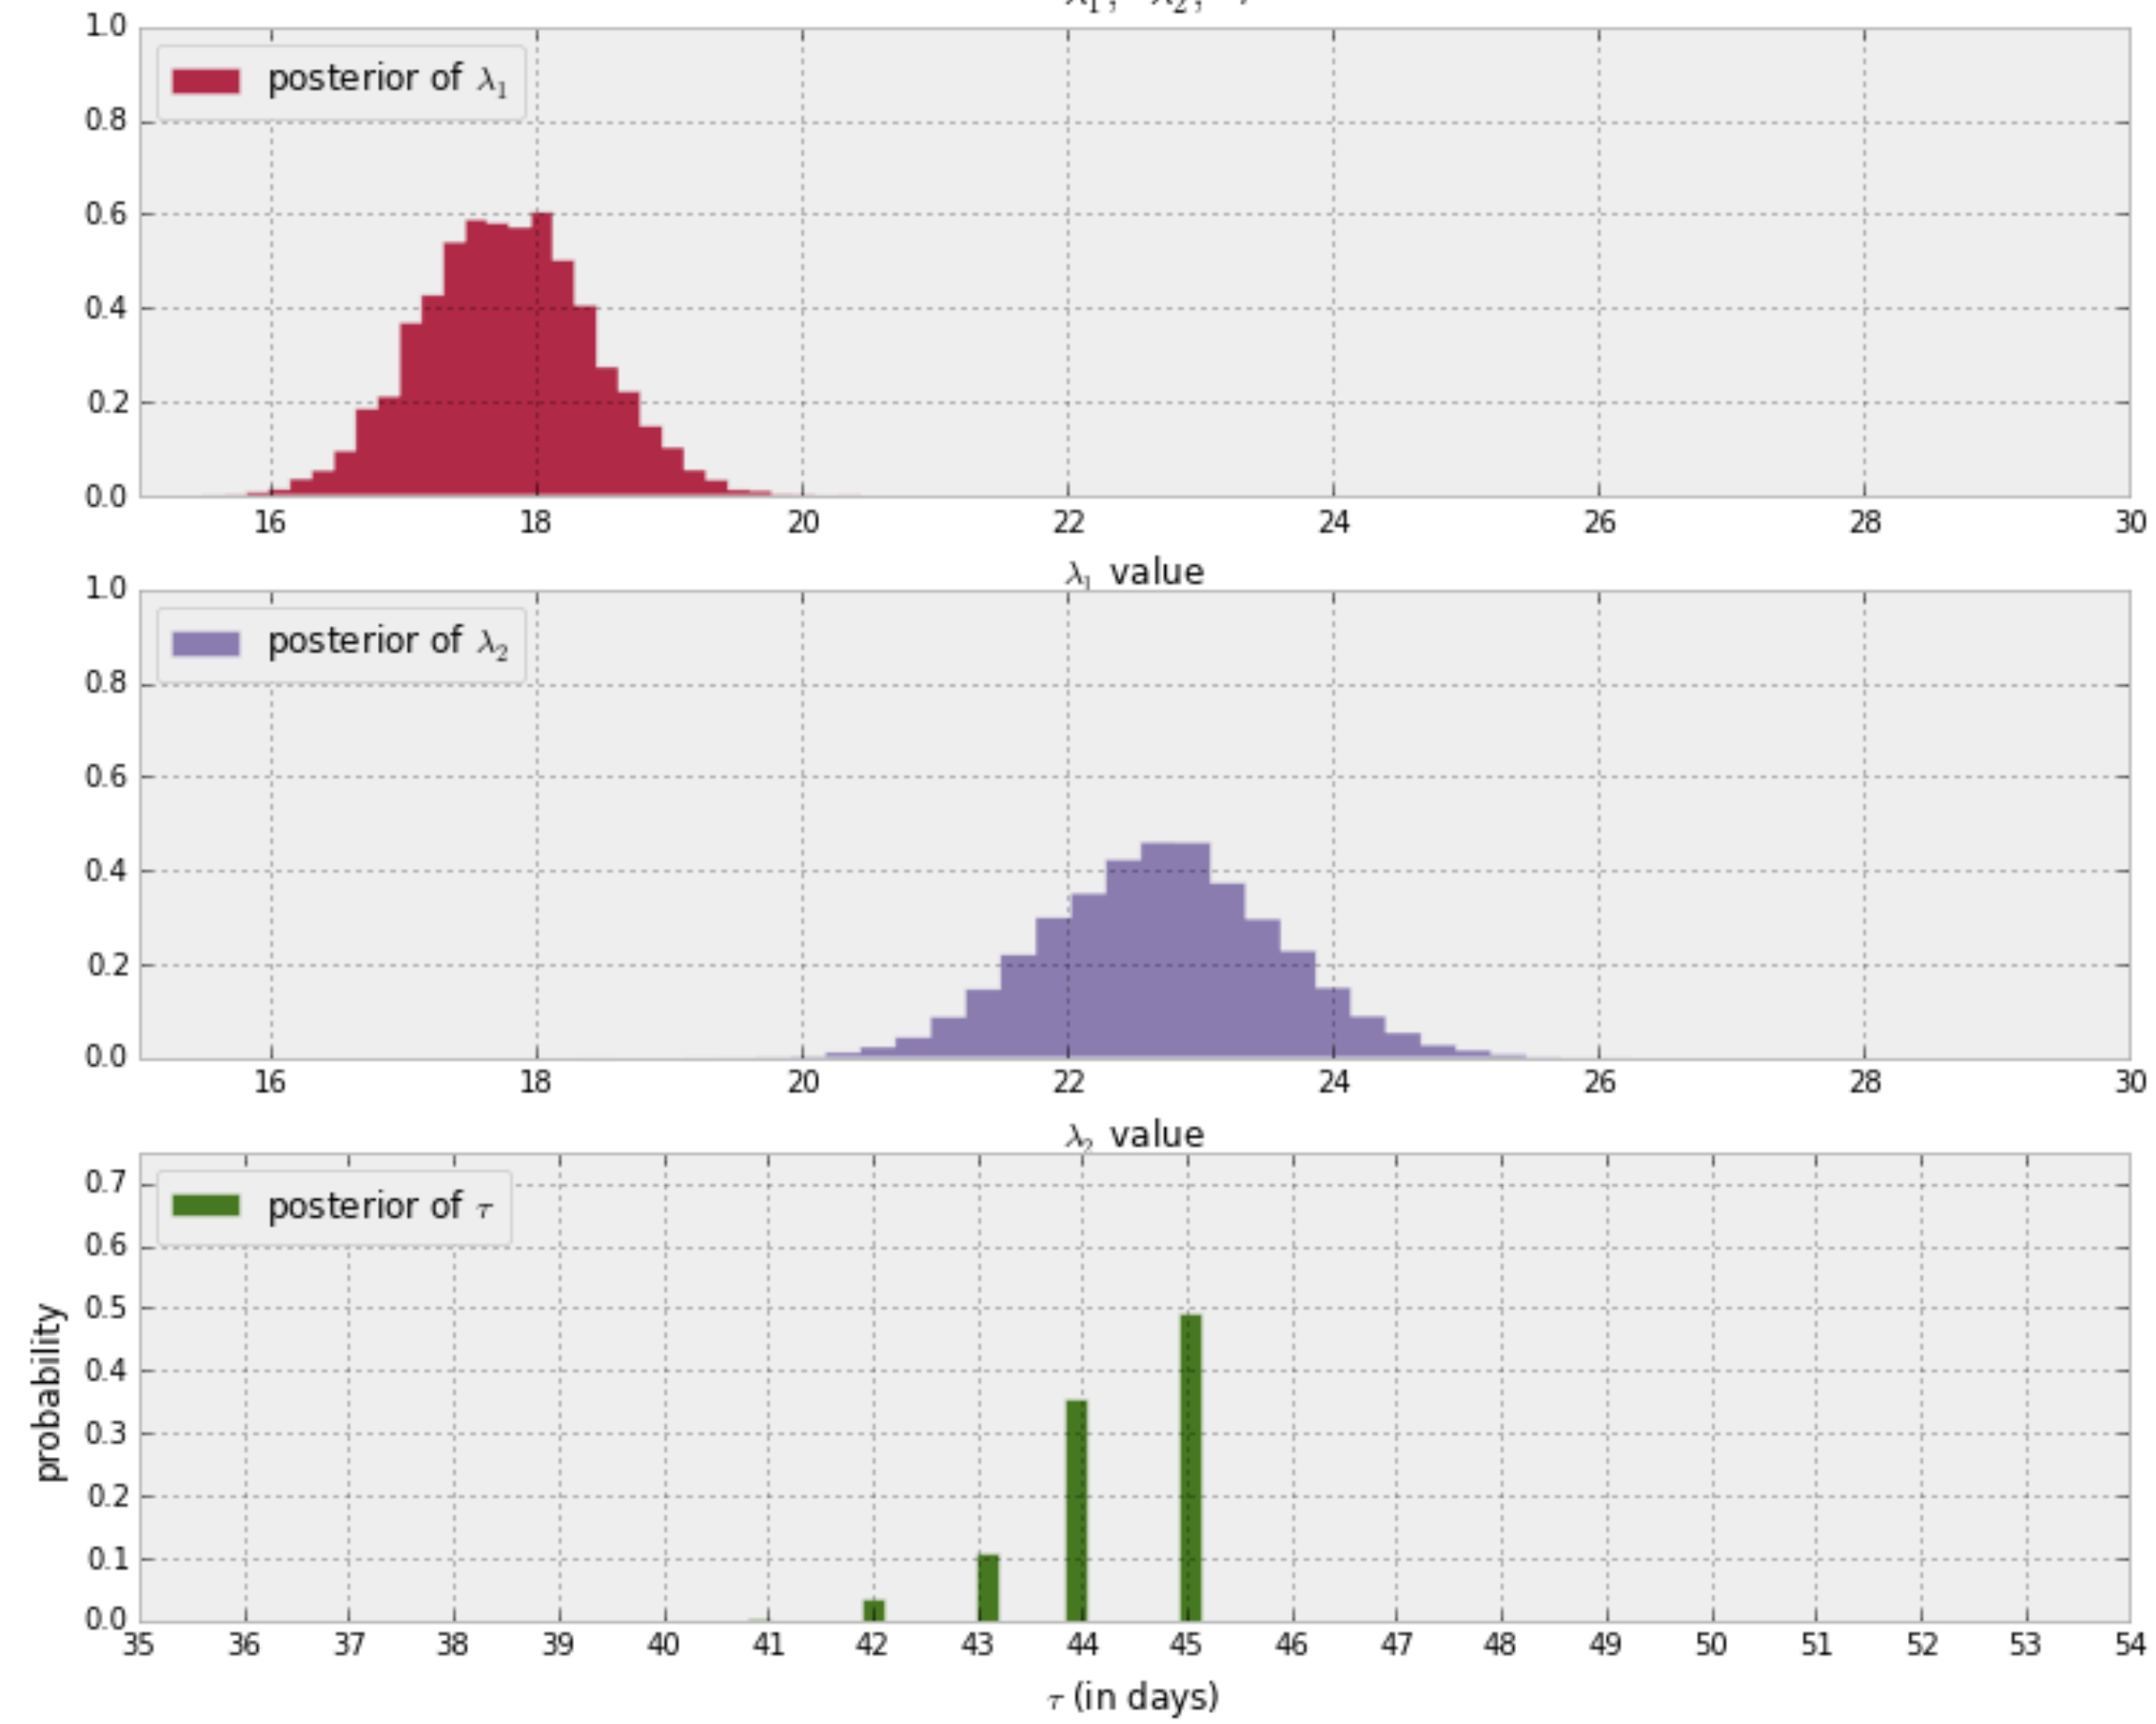 1.0
posterior of λ1
0.8
0.6
0.4
0.2
0.0
16 18 20 22 24 26 28 30
λ1 value
1.0
posterior of λ2
0.8
0.6
0.4
0.2
0.0
16 18 20 22 24 26 28 30
λ2 value
0.7
posterior of τ
0.6
0.5
0.4
0.3
0.2
0.1
0.0
probability
35 36 37 38 39 40 41 42 43 44 45 46 47 48 49 50 51 52 53 54
τ (in days)